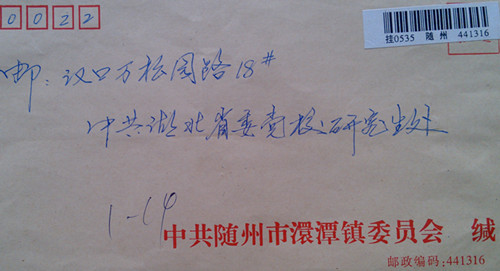 0022
挂0535 随州 441316
邮：汉口万松园路18#
中共湖北省委党校研究生处
1-14
中共随州市澴潭镇委员会 缄
邮政编码：441316